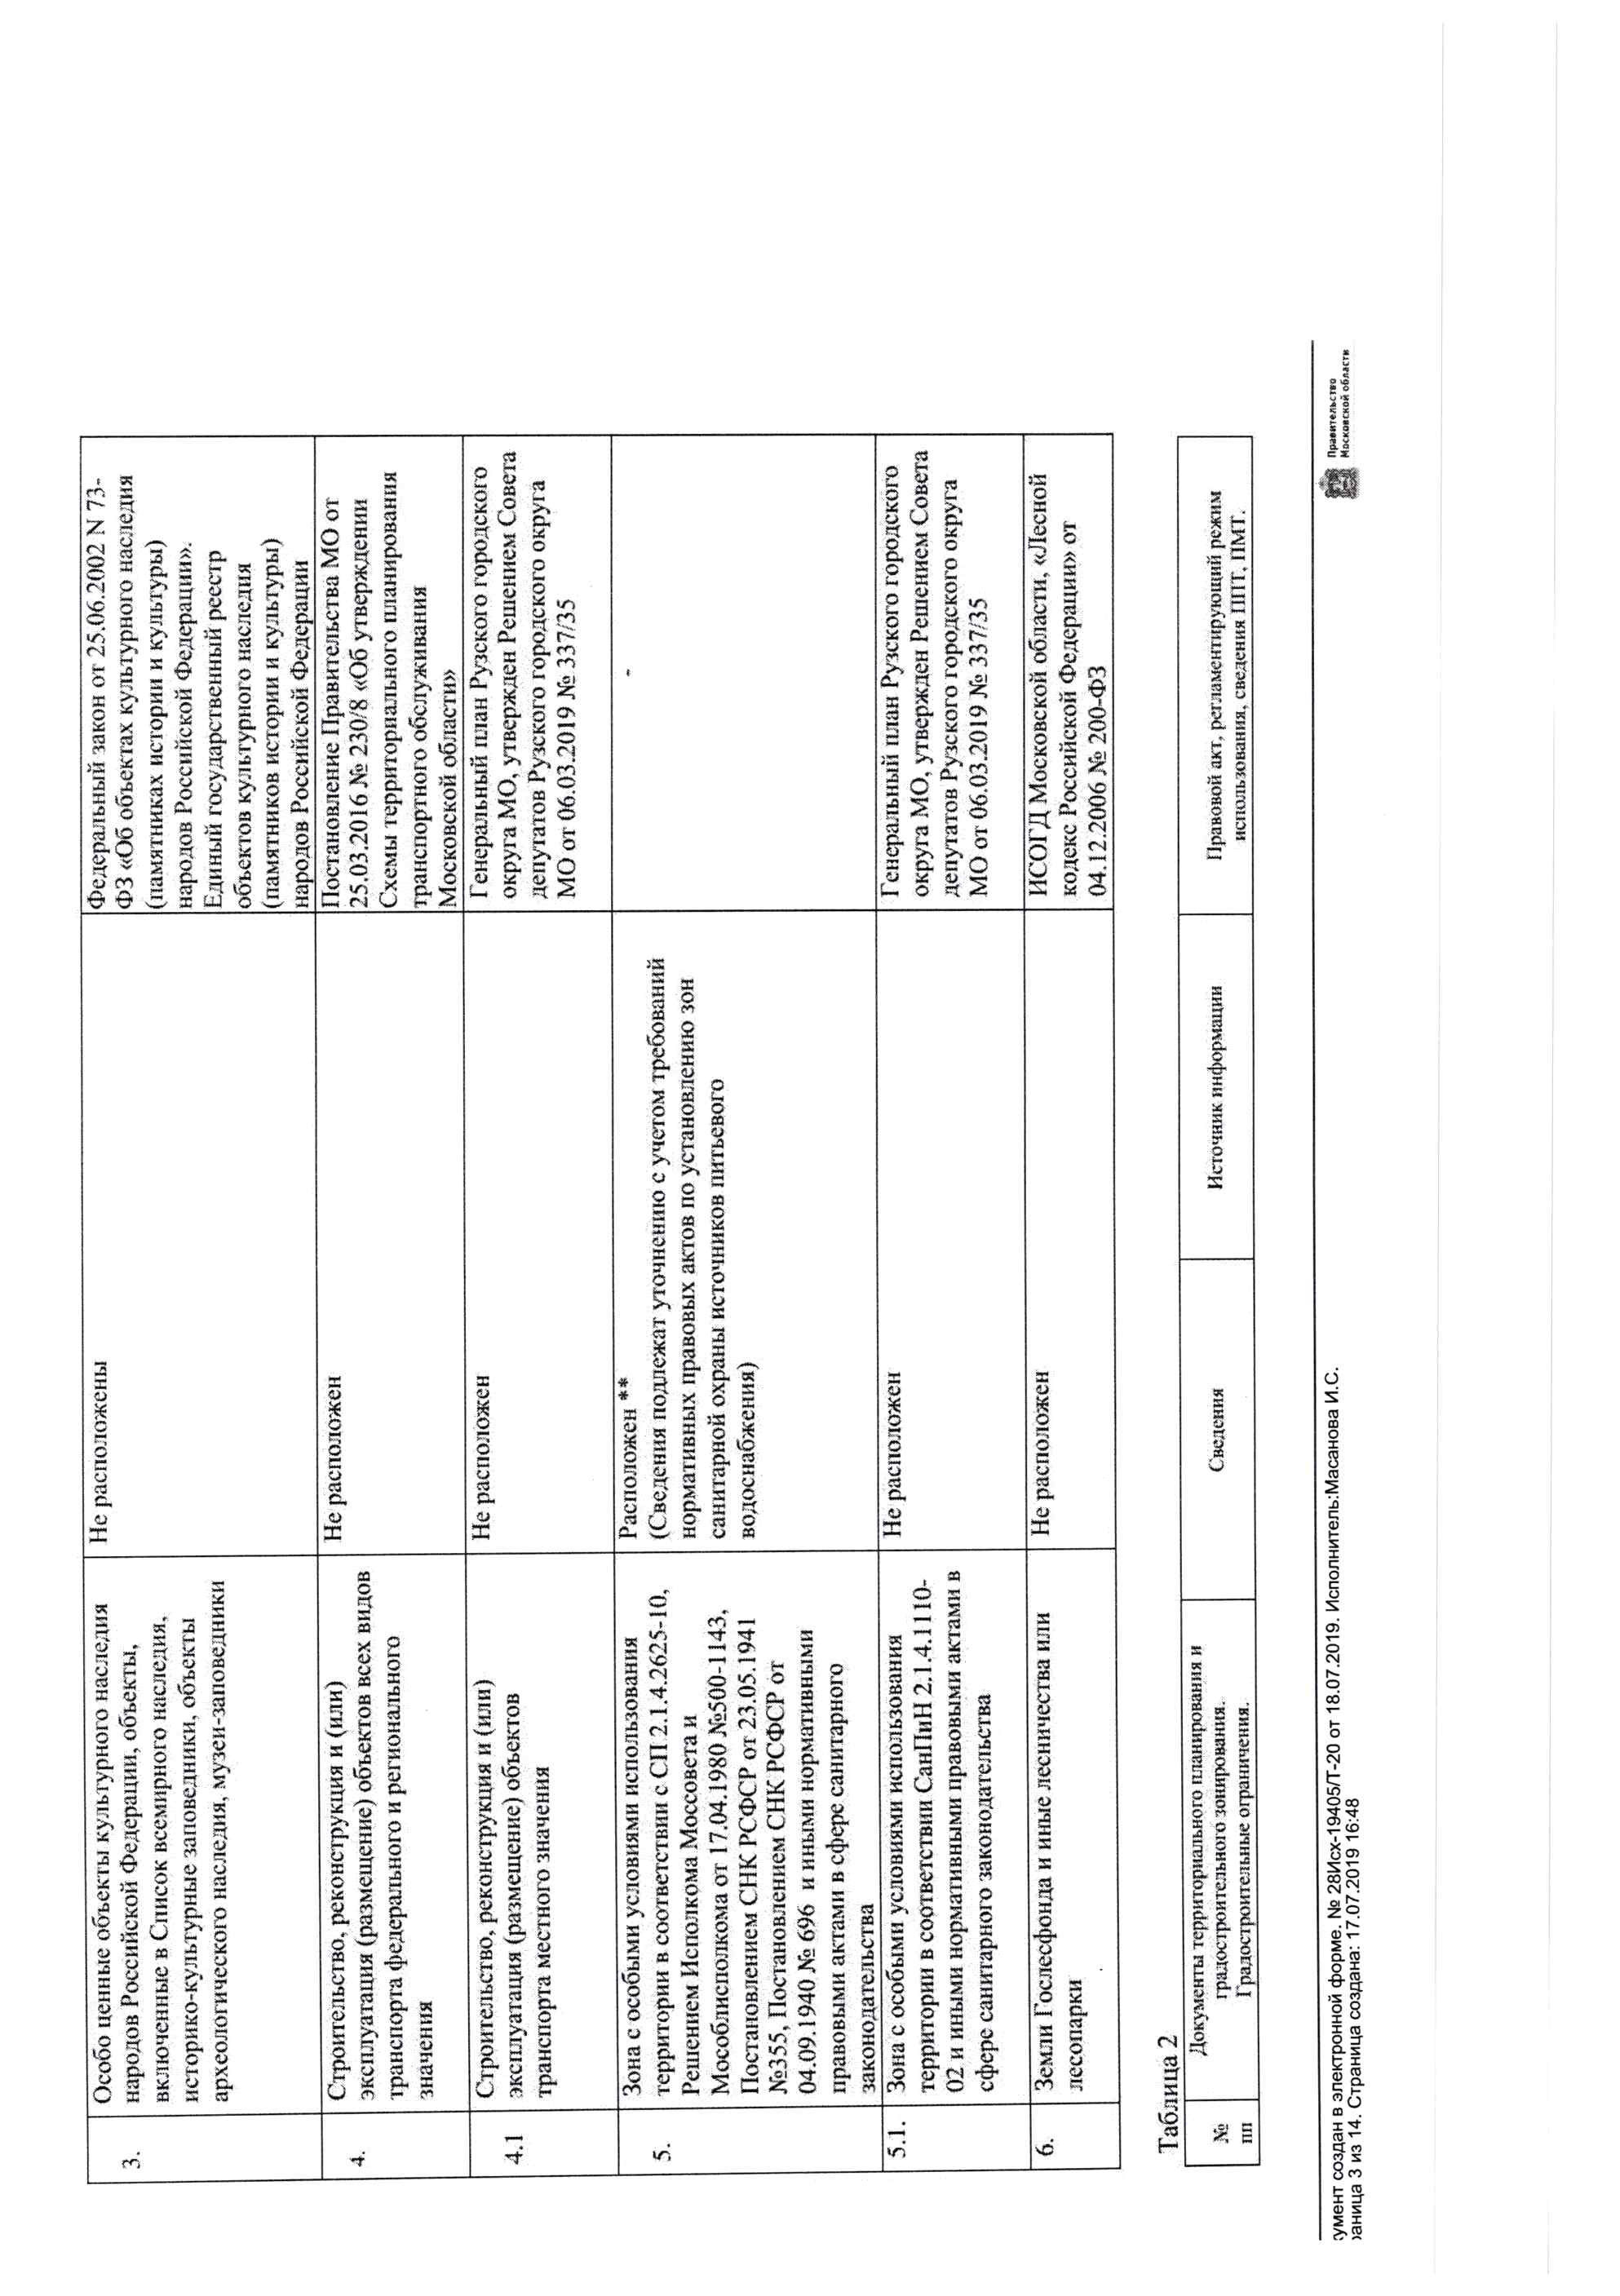 3.
Особо ценные объекты культурного наследия
народов Российской Федерации, объекты,
включенные в Список всемирного наследия,
историко-культурные заповедники, объекты
археологического наследия, музеи-заповедники
Не расположены
Федеральный закон от 25.06.2002 N 73-
ФЗ «Об объектах культурного наследия
(памятниках истории и культуры)
народов Российской Федерации».
Единый государственный реестр
объектов культурного наследия
(памятников истории и культуры)
народов Российской Федерации
4.
Строительство, реконструкция и (или)
эксплуатация (размещение) объектов всех видов
транспорта федерального и регионального
значения
Не расположен
Постановление Правительства МО от
25.03.2016 № 230/8 «Об утверждении
Схемы территориального планирования
транспортного обслуживания
Московской области»
4.1
Строительство, реконструкция и (или)
эксплуатация (размещение) объектов
транспорта местного значения
Не расположен
Генеральный план Рузского городского
округа МО, утвержден Решением Совета
депутатов Рузского городского округа
МО от 06.03.2019 № 337/35
5.
Зона с особыми условиями использования
территории в соответствии с СП 2.1.4.2625-10,
Решением Исполкома Моссовета и
Мособлисполкома от 17.04.1980 №500-1143,
Постановлением СНК РСФСР от 23.05.1941
№355, Постановлением СНК РСФСР от
04.09.1940 № 696 и иными нормативными
правовыми актами в сфере санитарного
законодательства
Расположен **
(Сведения подлежат уточнению с учетом требований
нормативных правовых актов по установлению зон
санитарной охраны источников питьевого
водоснабжения)
-
5.1.
Зона с особыми условиями использования
территории в соответствии СанПиН 2.1.4.1110-
02 и иными нормативными правовыми актами в
сфере санитарного законодательства
Не расположен
Генеральный план Рузского городского
округа МО, утвержден Решением Совета
депутатов Рузского городского округа
МО от 06.03.2019 № 337/35
6.
Земли Гослесфонда и иные лесничества или
лесопарки
Не расположен
ИСОГД Московской области, «Лесной
кодекс Российской Федерации» от
04.12.2006 № 200-ФЗ
Таблица 2
№
пп
Документы территориального планирования и
градостроительного зонирования.
Градостроительные ограничения.
Сведения
Источник информации
Правовой акт, регламентирующий режим
использования, сведения ППТ, ПМТ.
умент создан в электронной форме. № 28Исх-19405/Т-20 от 18.07.2019. Исполнитель:Масанова И.С.
аница 3 из 14. Страница создана: 17.07.2019 16:48
Правительство
Московской области